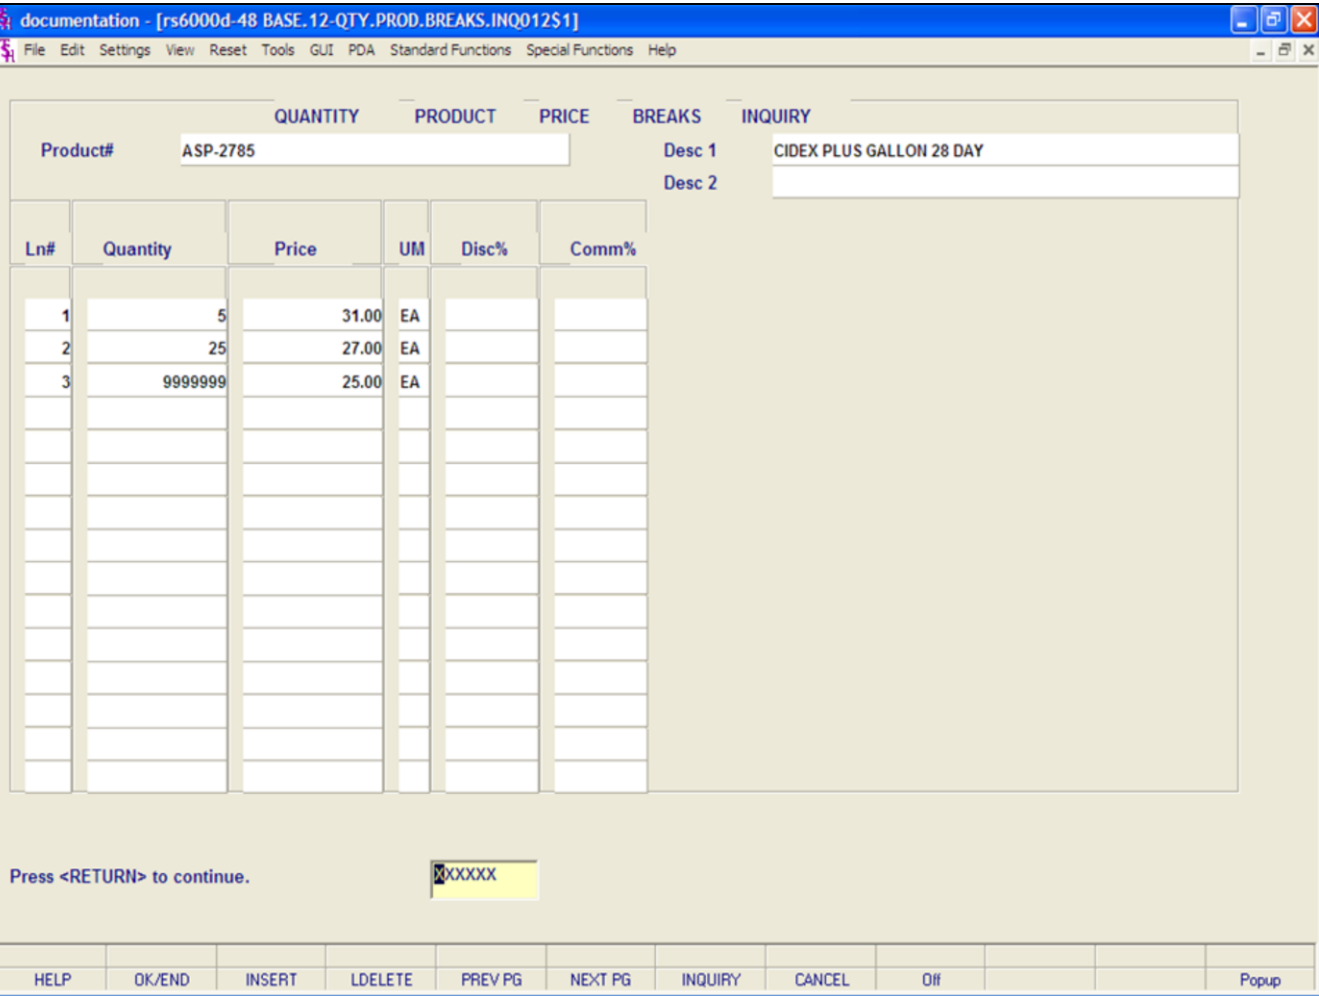 documentation - [rs6000d-48 BASE.12-QTY.PROD.BREAKS.INQ012$1]
File Edit Settings View Reset Tools GUI PDA Standard Functions Special Functions Help
QUANTITY PRODUCT PRICE BREAKS INQUIRY
Product# ASP-2785 Desc 1 CIDEX PLUS GALLON 28 DAY
Desc 2
Ln# Quantity Price UM Disc% Comm%
1 5 31.00 EA
2 25 27.00 EA
3 9999999 25.00 EA
Press <RETURN> to continue. XXXXXX
HELP OK/END INSERT LDELETE PREV PG NEXT PG INQUIRY CANCEL Off Popup